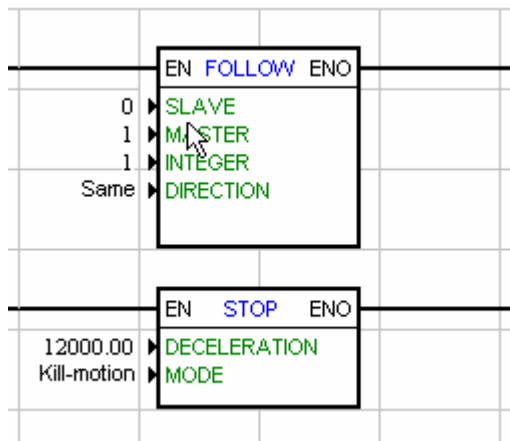 EN FOLLOW ENO
0 SLAVE
1 MASTER
1 INTEGER
Same DIRECTION
EN STOP ENO
12000.00 DECELERATION
Kill-motion MODE